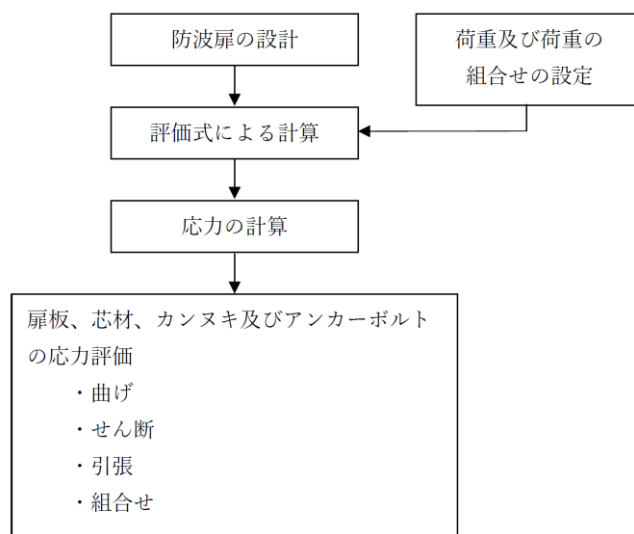 防波扉の設計
荷重及び荷重の
組合せの設定
評価式による計算
応力の計算
扉板、芯材、カンヌキ及びアンカーボルト
の応力評価
・曲げ
・せん断
・引張
・組合せ